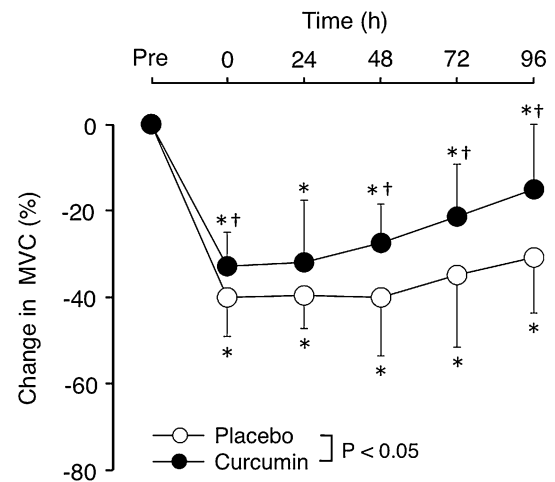 Time (h)
Pre 0 24 48 72 96
Change in MVC (%)
0
-20
-40
-60
-80
*† * *† *† *†
* * * * *
Placebo
Curcumin
P < 0.05